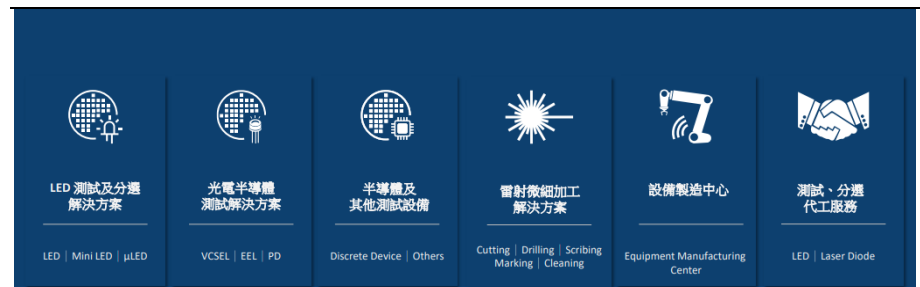 LED 測試及分選
解決方案
LED | Mini LED | μLED
光電半導體
測試解決方案
VCSEL | EEL | PD
半導體及
其他測試設備
Discrete Device | Others
雷射微細加工
解決方案
Cutting | Drilling | Scribing
Marking | Cleaning
設備製造中心
Equipment Manufacturing
Center
測試、分選
代工服務
LED | Laser Diode